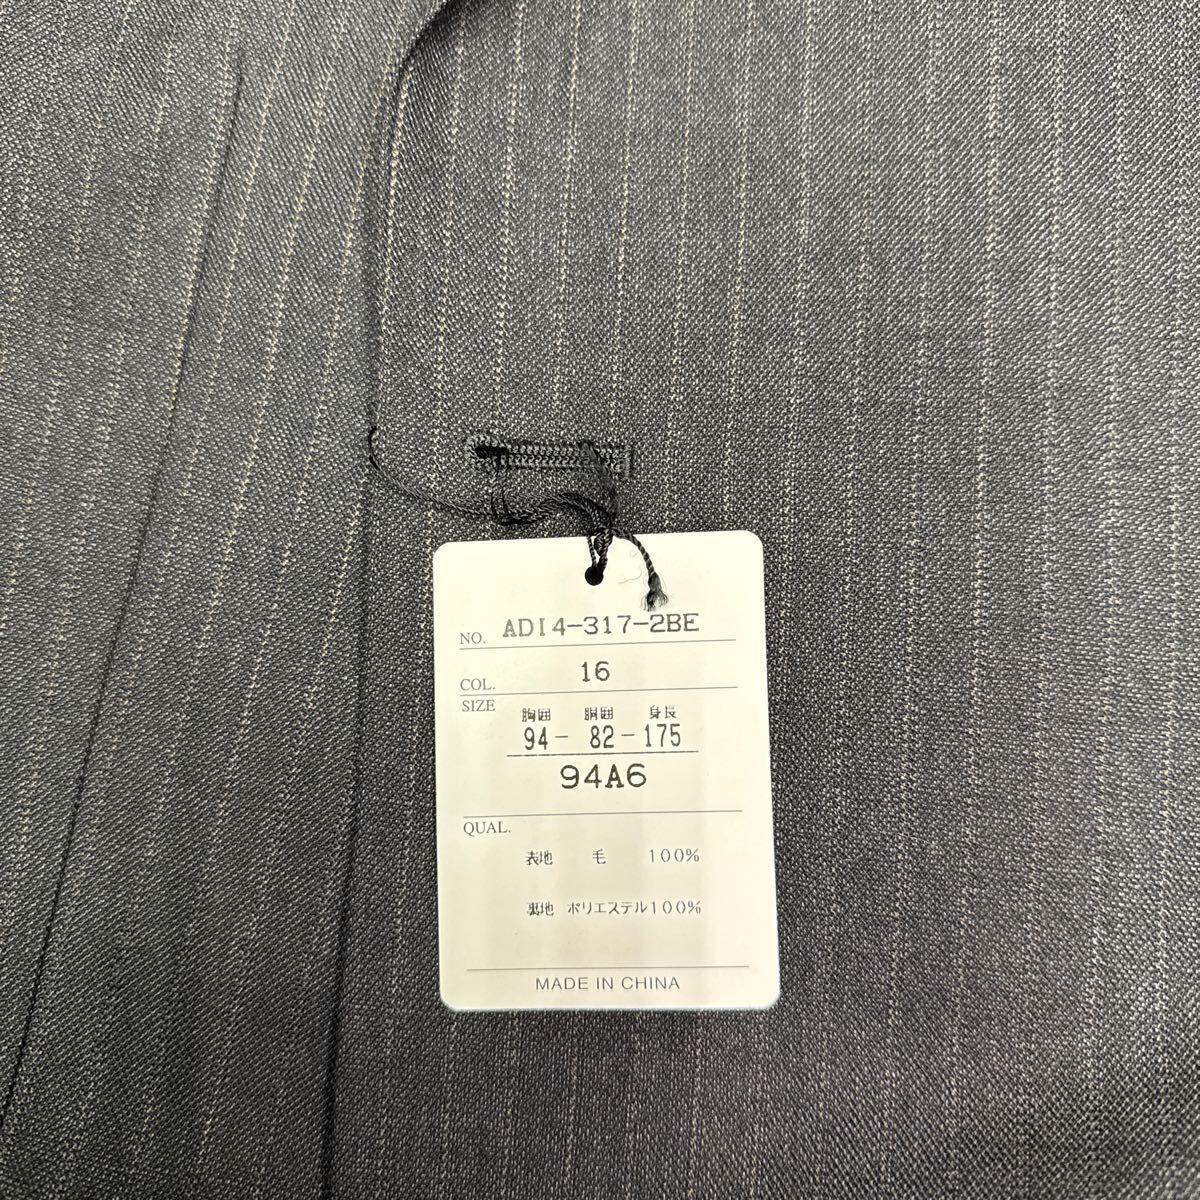 NO. ADI4-317-2BE
COL. 16
SIZE 胸囲 胴囲 身長
94- 82-175
94A6
QUAL.
表地 毛 100%
裏地 ポリエステル100%
MADE IN CHINA